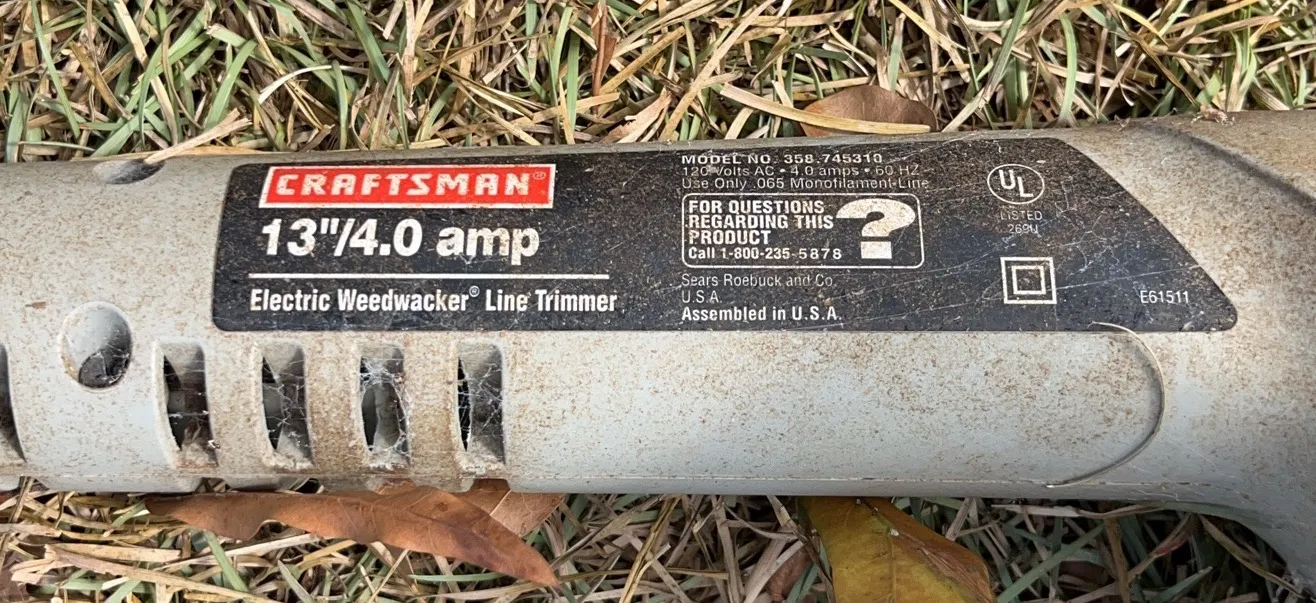 CRAFTSMAN®
13"/4.0 amp
Electric Weedwacker® Line Trimmer
MODEL NO. 358.745310
120 Volts AC • 4.0 amps • 60 HZ
Use Only .065 Monofilament Line
FOR QUESTIONS
REGARDING THIS
PRODUCT
Call 1-800-235-5878
?
Sears Roebuck and Co.
U.S.A.
Assembled in U.S.A.
UL
LISTED
269U
E61511